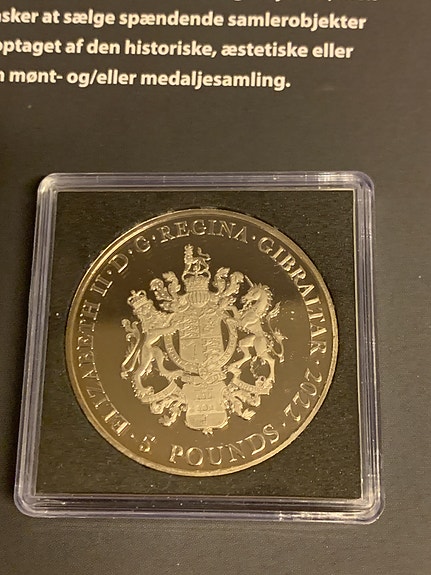 at sælge spændende samlerobjekter
optaget af den historiske, æstetiske eller
mønt- og/eller medaljesamling.
ELIZABETH II · D · G · REGINA · GIBRALTAR · 2022 ·
5 POUNDS ·